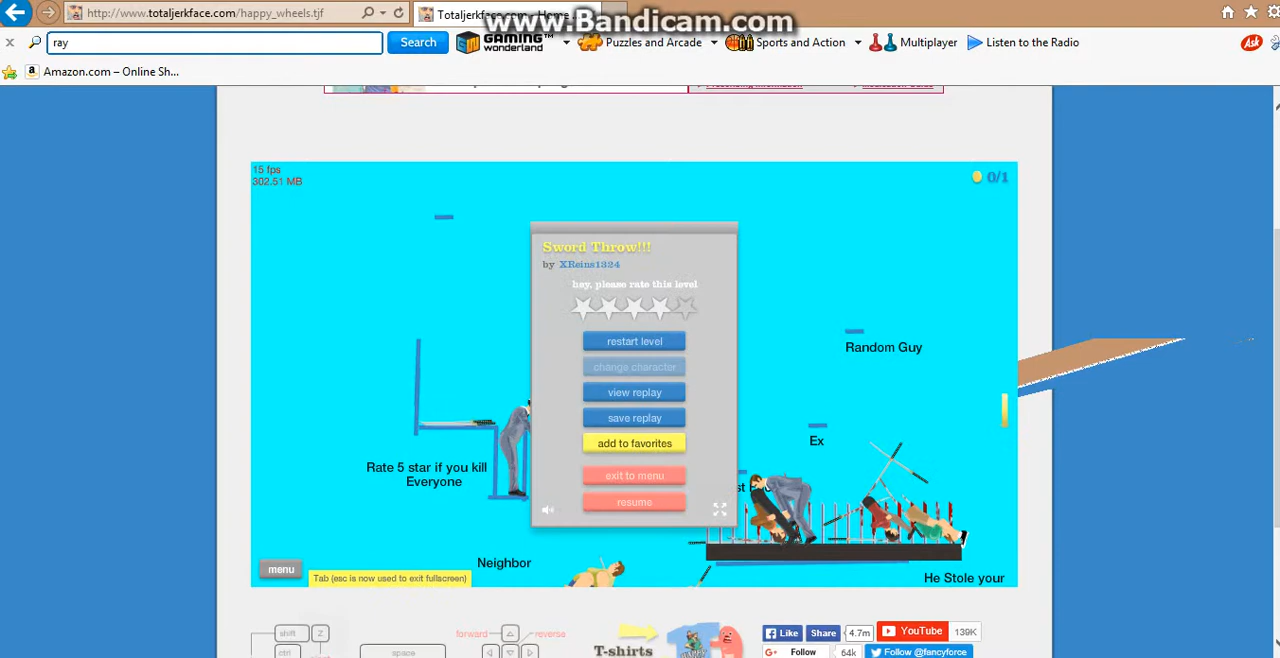 http://www.totaljerkface.com/happy_wheels.tjf
Totaljerkface.com - Home
www.Bandicam.com
ray
Search
GAMING wonderland™
Puzzles and Arcade
Sports and Action
Multiplayer
Listen to the Radio
Ask
Amazon.com – Online Sh...
15 fps
302.51 MB
0/1
Sword Throw!!!
by XReins1324
hay, please rate this level
restart level
change character
view replay
save replay
add to favorites
exit to menu
resume
Random Guy
Ex
Rate 5 star if you kill
Everyone
Neighbor
He Stole your
menu
Tab (esc is now used to exit fullscreen)
shift
Z
ctrl
space
forward
reverse
T-shirts
Like
Share
4.7m
YouTube
139K
Follow
64k
Follow @fancyforce